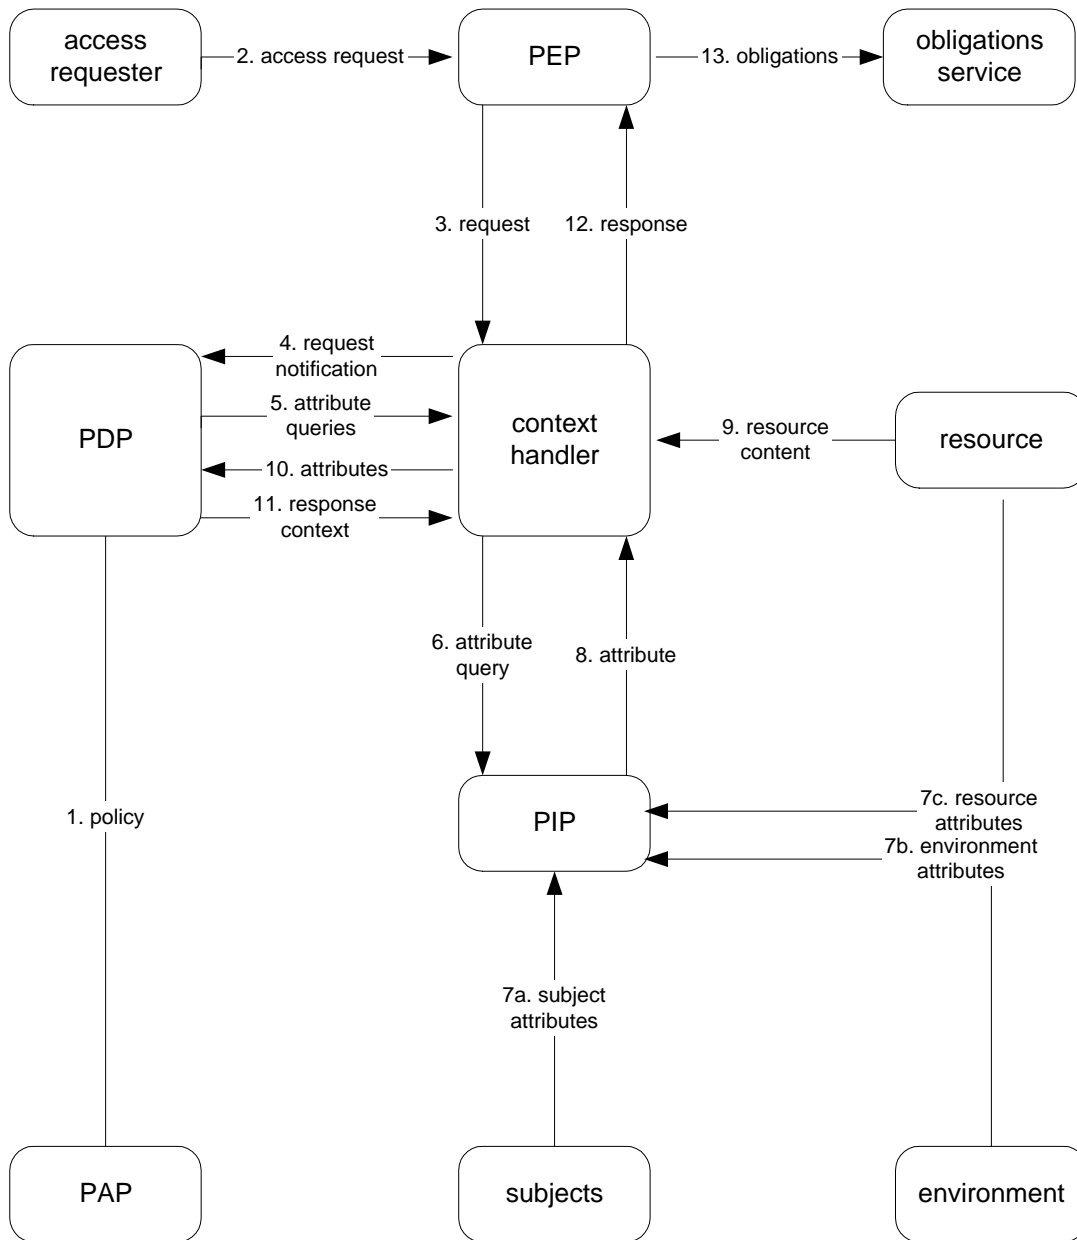 access
requester
2. access request
PEP
13. obligations
obligations
service
3. request
12. response
4. request
notification
5. attribute
queries
PDP
10. attributes
11. response
context
context
handler
9. resource
content
resource
6. attribute
query
8. attribute
1. policy
PIP
7c. resource
attributes
7b. environment
attributes
7a. subject
attributes
PAP
subjects
environment